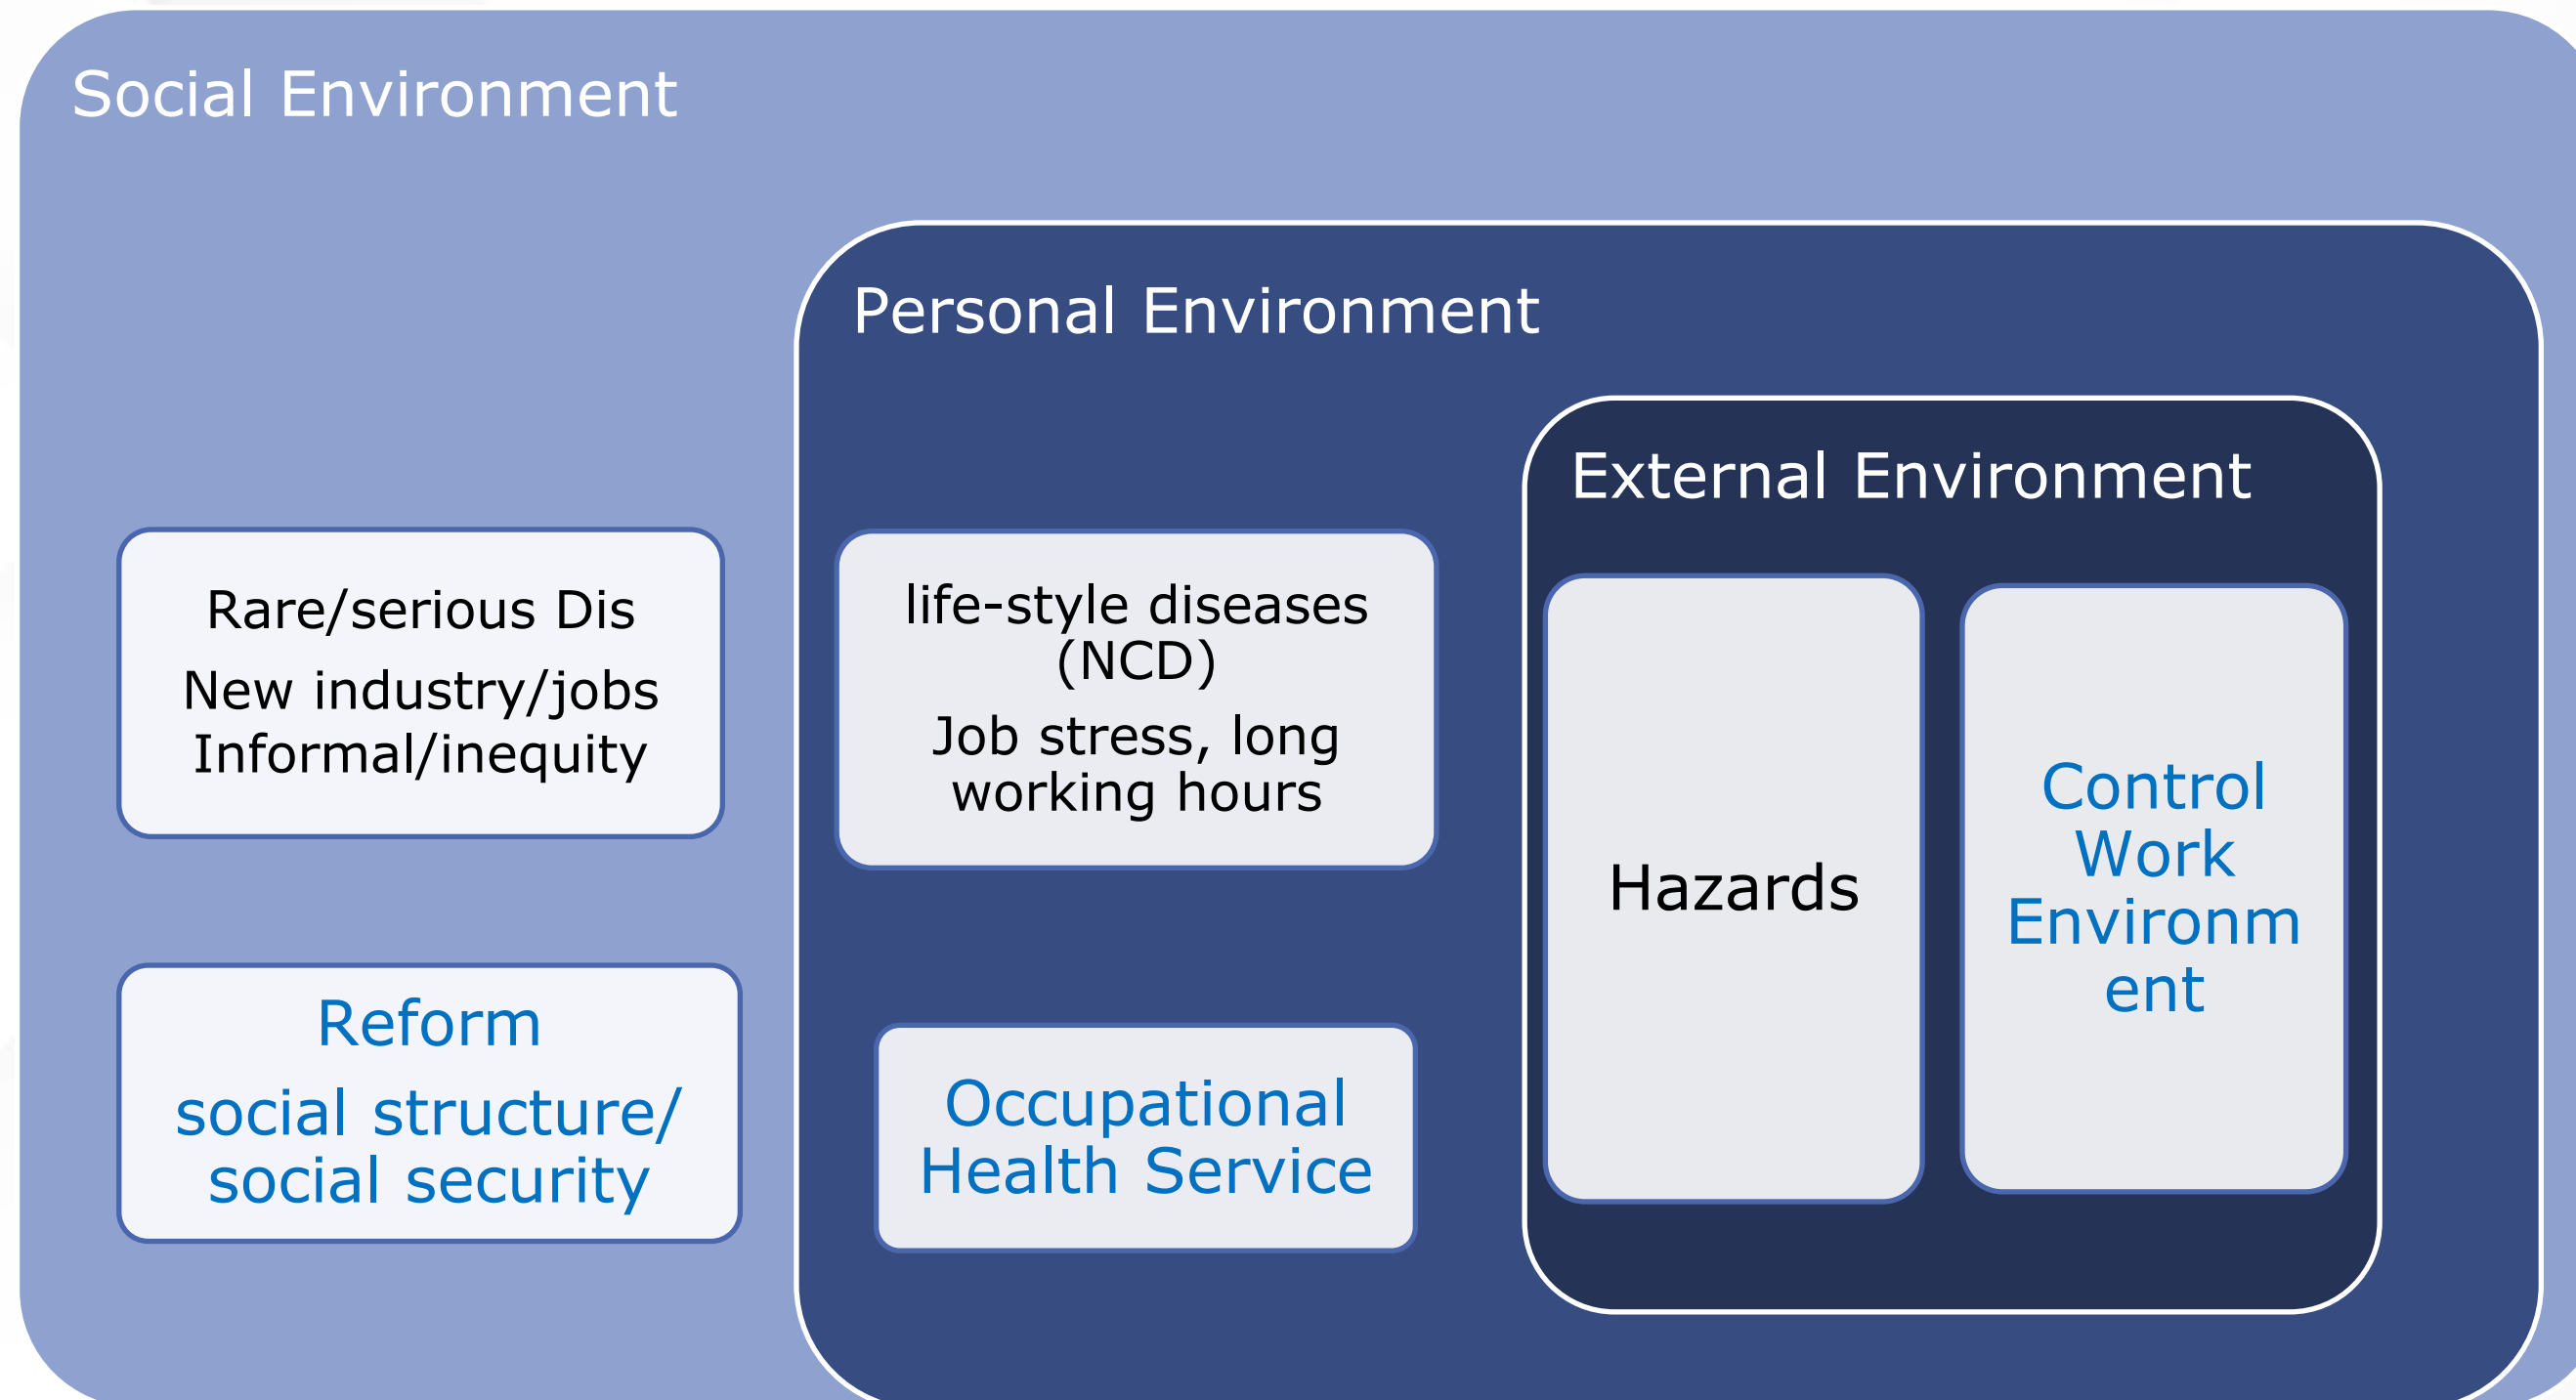 Social Environment
Personal Environment
External Environment
Rare/serious Dis
New industry/jobs
Informal/inequity
life-style diseases
(NCD)
Job stress, long
working hours
Hazards
Control
Work
Environm
ent
Reform
social structure/
social security
Occupational
Health Service